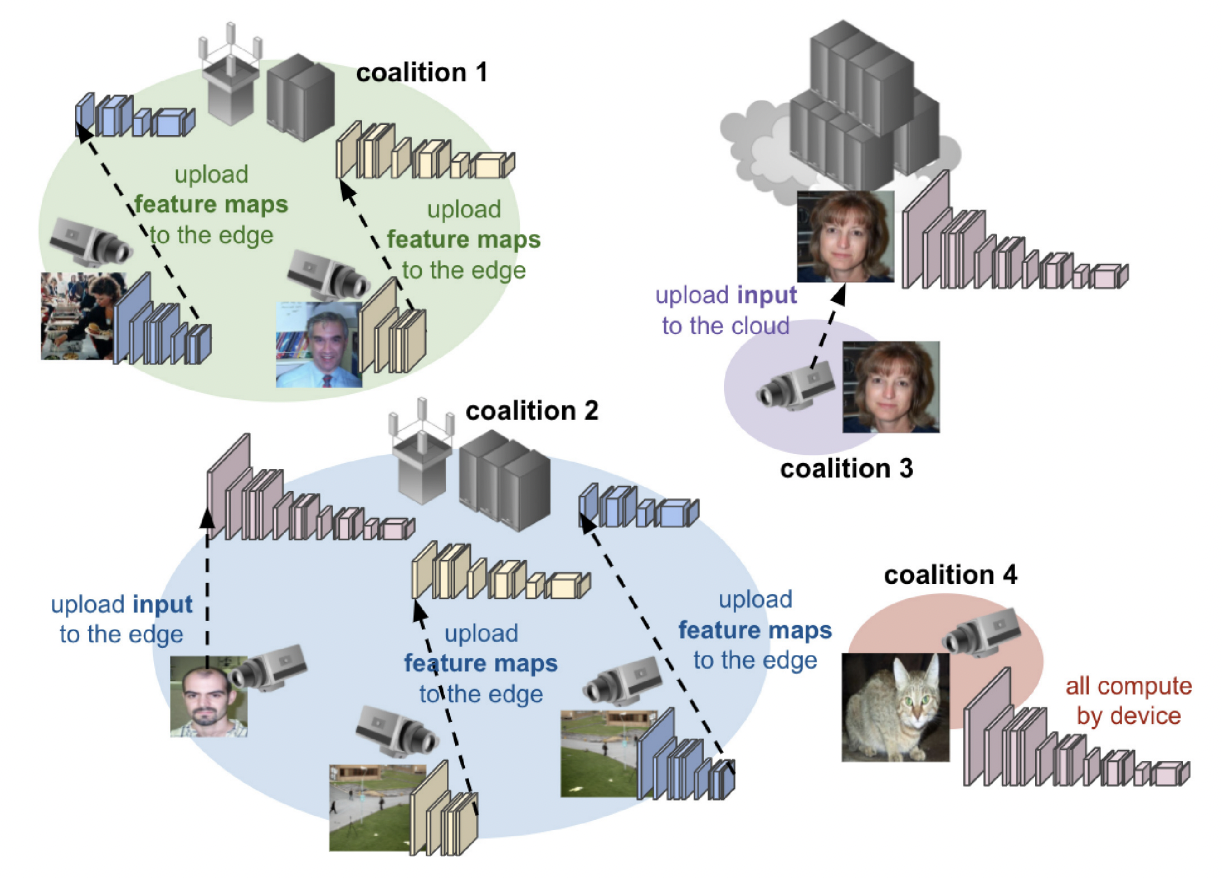 coalition 1
upload
feature maps
to the edge
upload
feature maps
to the edge
upload input
to the cloud
coalition 3
coalition 2
upload input
to the edge
upload
feature maps
to the edge
upload
feature maps
to the edge
coalition 4
all compute
by device